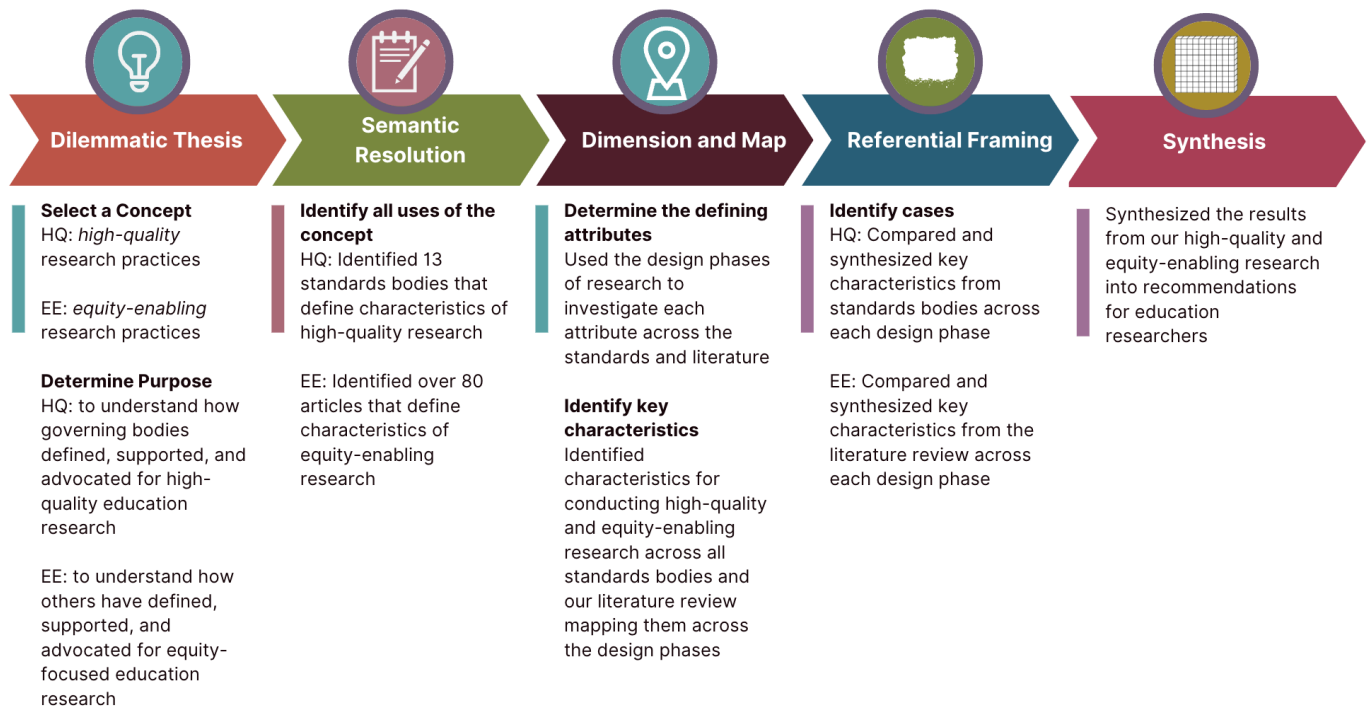 Dilemmatic Thesis
Select a Concept
HQ: high-quality
research practices
EE: equity-enabling
research practices
Determine Purpose
HQ: to understand how
governing bodies
defined, supported, and
advocated for high-
quality education
research
EE: to understand how
others have defined,
supported, and
advocated for equity-
focused education
research
Semantic
Resolution
Identify all uses of the
concept
HQ: Identified 13
standards bodies that
define characteristics of
high-quality research
EE: Identified over 80
articles that define
characteristics of
equity-enabling
research
Dimension and Map
Determine the defining
attributes
Used the design phases
of research to
investigate each
attribute across the
standards and literature
Identify key
characteristics
Identified
characteristics for
conducting high-quality
and equity-enabling
research across all
standards bodies and
our literature review
mapping them across
the design phases
Referential Framing
Identify cases
HQ: Compared and
synthesized key
characteristics from
standards bodies across
each design phase
EE: Compared and
synthesized key
characteristics from the
literature review across
each design phase
Synthesis
Synthesized the results
from our high-quality and
equity-enabling research
into recommendations
for education
researchers